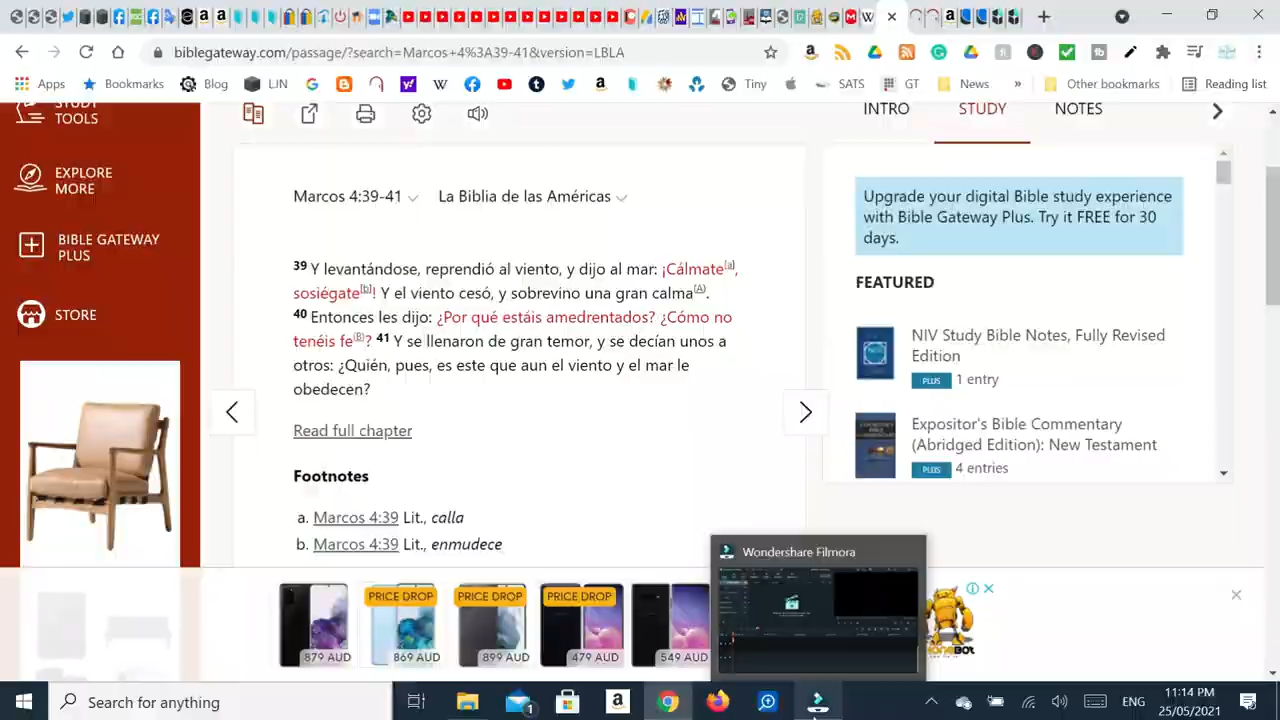 biblegateway.com/passage/?search=Marcos+4%3A39-41&version=LBLA
Apps
Bookmarks
Blog
LIN
Tiny
SATS
GT
News
»
Other bookmarks
Reading list
STUDY
TOOLS
EXPLORE
MORE
BIBLE GATEWAY
PLUS
STORE
INTRO
STUDY
NOTES
Marcos 4:39-41
La Biblia de las Américas
39 Y levantándose, reprendió al viento, y dijo al mar: ¡Cálmate[a],
sosiégate[b]! Y el viento cesó, y sobrevino una gran calma(A).
40 Entonces les dijo: ¿Por qué estáis amedrentados? ¿Cómo no
tenéis fe(B)? 41 Y se llenaron de gran temor, y se decían unos a
otros: ¿Quién, pues, es este que aun el viento y el mar le
obedecen?
Read full chapter
Footnotes
a. Marcos 4:39 Lit., calla
b. Marcos 4:39 Lit., enmudece
Upgrade your digital Bible study experience
with Bible Gateway Plus. Try it FREE for 30
days.
FEATURED
NIV Study Bible Notes, Fully Revised
Edition
PLUS 1 entry
Expositor's Bible Commentary
(Abridged Edition): New Testament
PLUS 4 entries
Wondershare Filmora
PRICE DROP
PRICE DROP
PRICE DROP
879 AUD
869 AUD
899 AUD
479 AUD
549 AUD
Search for anything
1
ENG
11:14 PM
25/05/2021